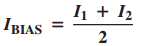 I_BIAS = (I_1 + I_2) / 2